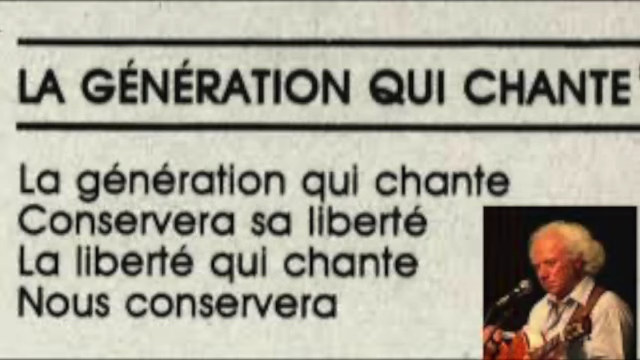 LA GÉNÉRATION QUI CHANTE
La génération qui chante
Conservera sa liberté
La liberté qui chante
Nous conservera